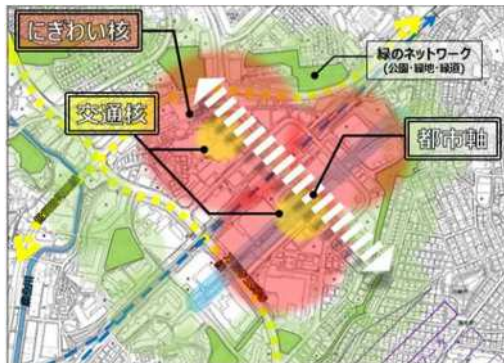 にぎわい核
緑のネットワーク
(公園・緑地・緑道)
交通核
都市軸